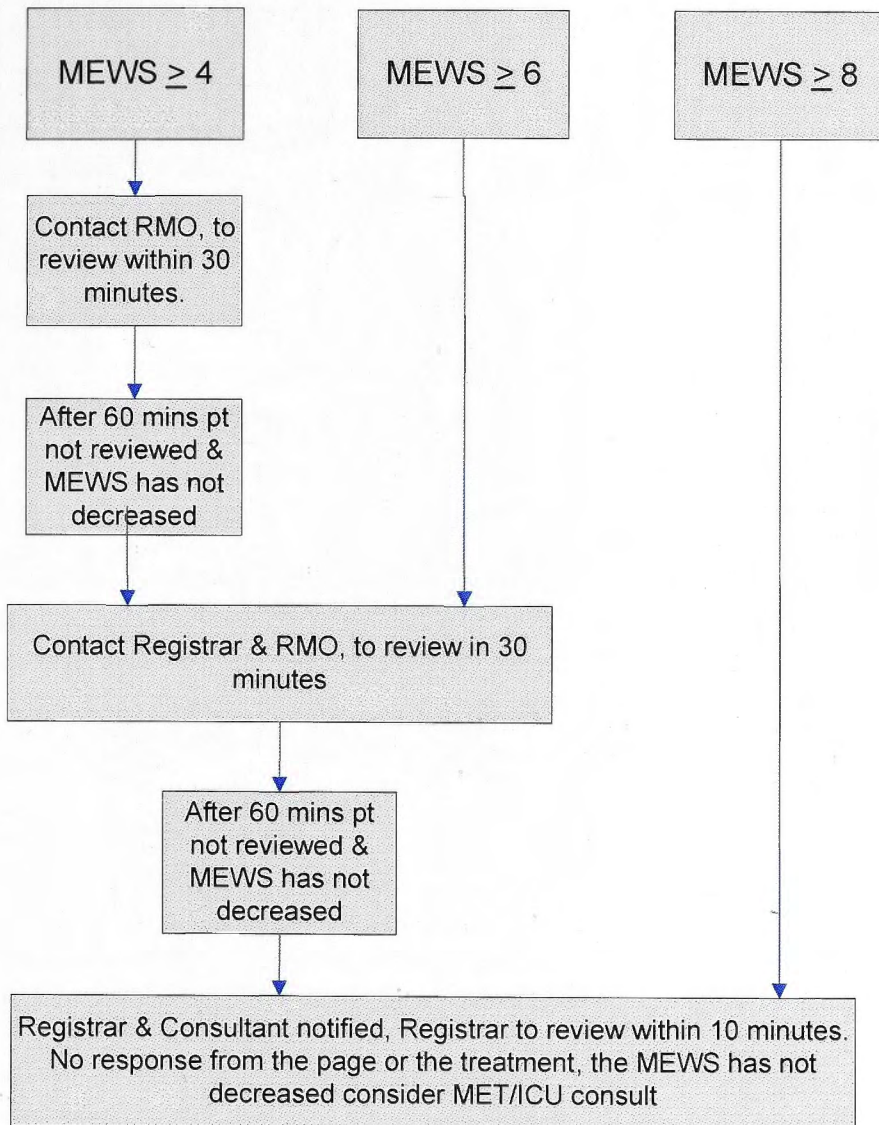 MEWS ≥ 4
MEWS ≥ 6
MEWS ≥ 8
Contact RMO, to
review within 30
minutes.
After 60 mins pt
not reviewed &
MEWS has not
decreased
Contact Registrar & RMO, to review in 30
minutes
After 60 mins pt
not reviewed &
MEWS has not
decreased
Registrar & Consultant notified, Registrar to review within 10 minutes.
No response from the page or the treatment, the MEWS has not
decreased consider MET/ICU consult